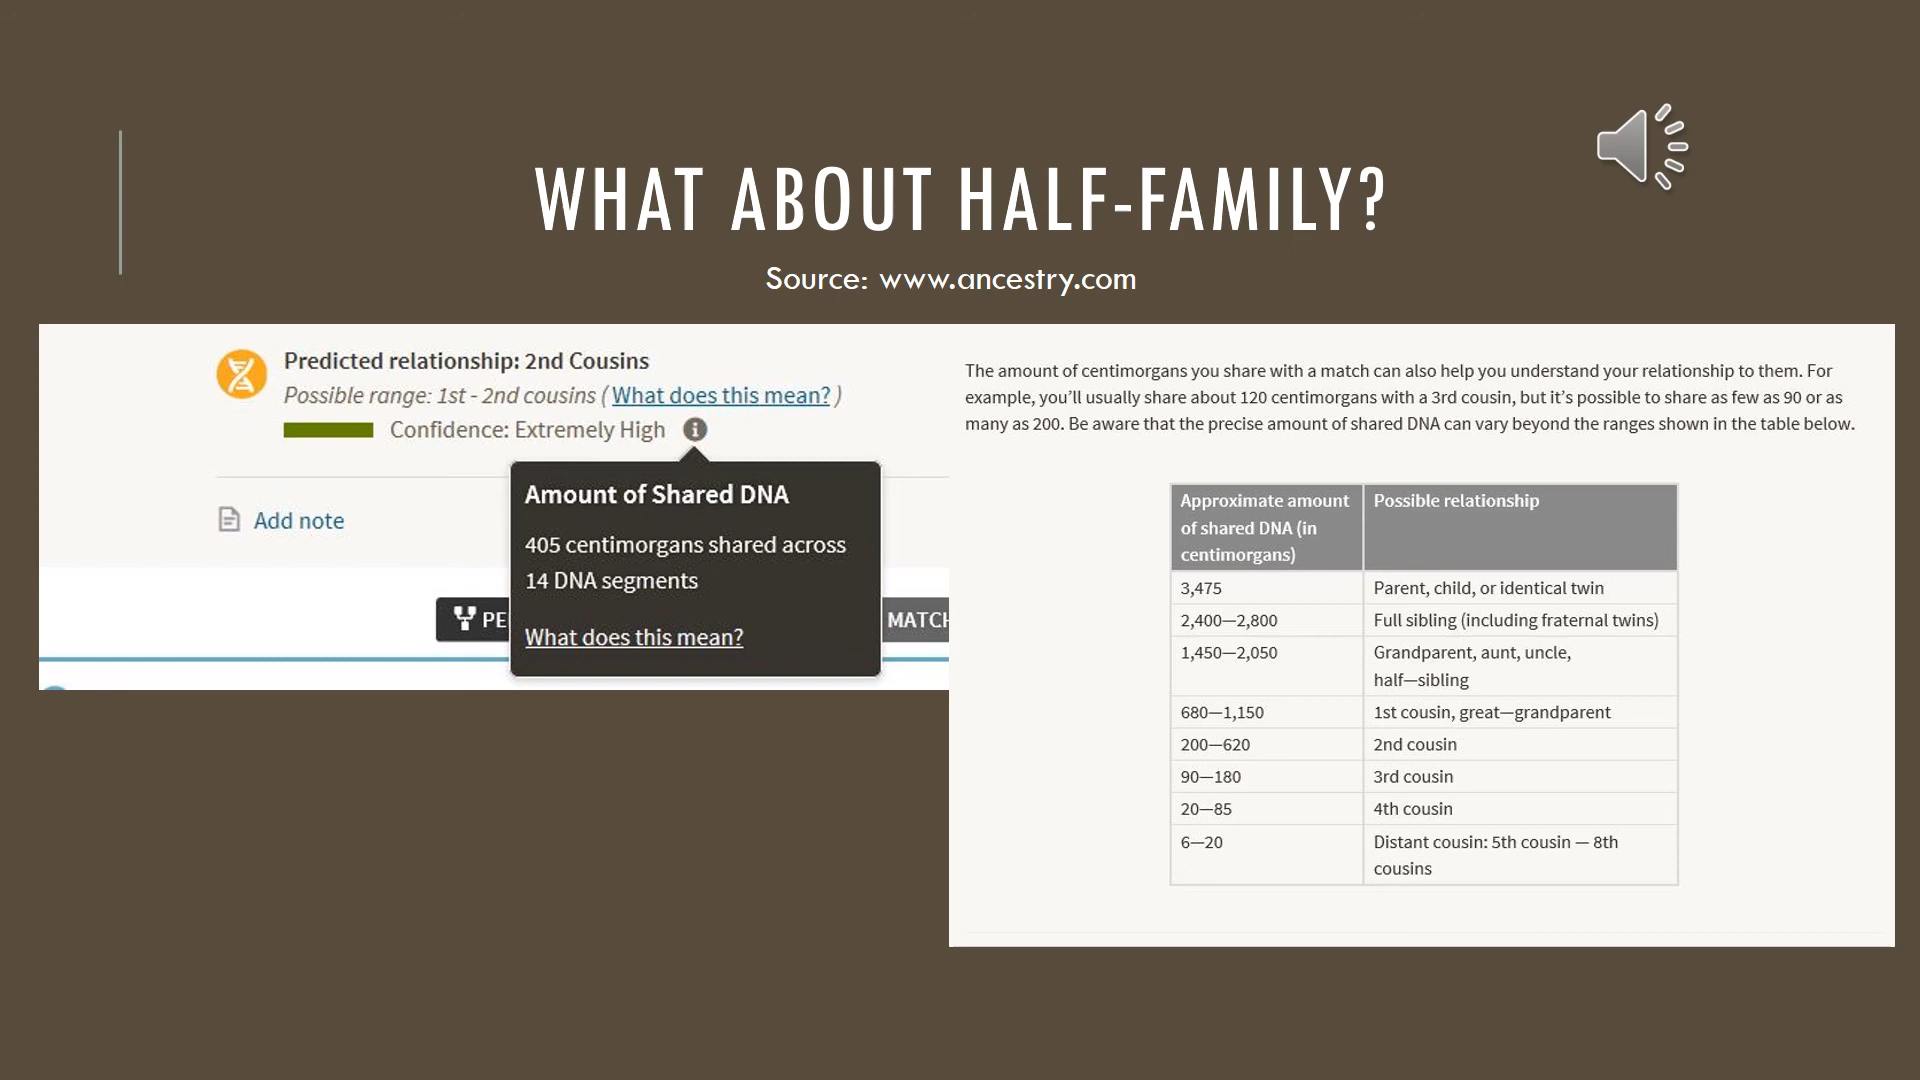 WHAT ABOUT HALF-FAMILY?
Source: www.ancestry.com
Predicted relationship: 2nd Cousins
Possible range: 1st - 2nd cousins ( What does this mean? )
Confidence: Extremely High
Add note
Amount of Shared DNA
405 centimorgans shared across
14 DNA segments
What does this mean?
PE
MATCH
The amount of centimorgans you share with a match can also help you understand your relationship to them. For
example, you’ll usually share about 120 centimorgans with a 3rd cousin, but it’s possible to share as few as 90 or as
many as 200. Be aware that the precise amount of shared DNA can vary beyond the ranges shown in the table below.
Approximate amount
of shared DNA (in
centimorgans)
Possible relationship
3,475 Parent, child, or identical twin
2,400—2,800 Full sibling (including fraternal twins)
1,450—2,050 Grandparent, aunt, uncle,
half—sibling
680—1,150 1st cousin, great—grandparent
200—620 2nd cousin
90—180 3rd cousin
20—85 4th cousin
6—20 Distant cousin: 5th cousin — 8th
cousins